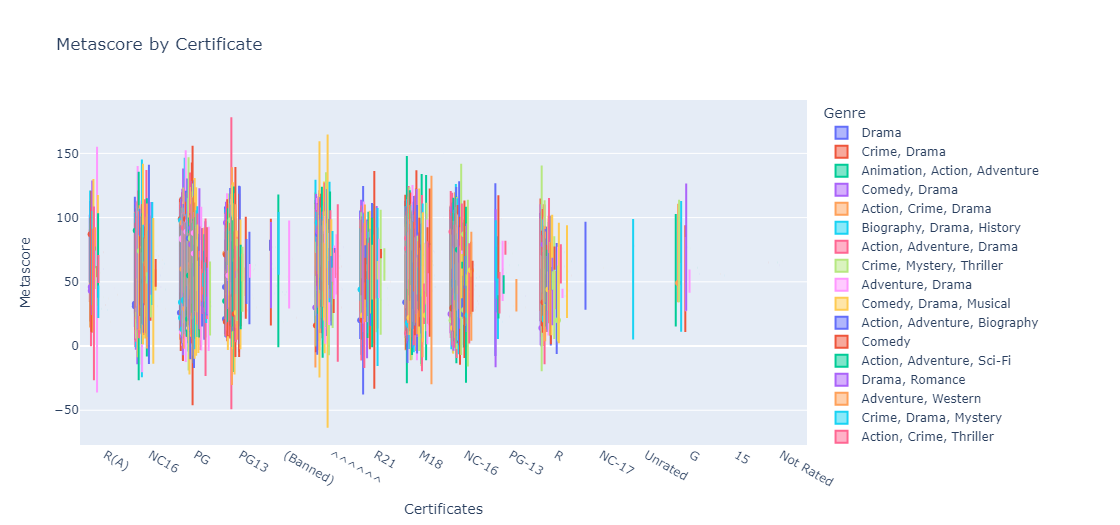 Metascore by Certificate
Metascore
150
100
50
0
−50
R(A)
NC16
PG
PG13
(Banned)
^^^^^^
R21
M18
NC-16
PG-13
R
NC-17
Unrated
G
15
Not Rated
Certificates
Genre
Drama
Crime, Drama
Animation, Action, Adventure
Comedy, Drama
Action, Crime, Drama
Biography, Drama, History
Action, Adventure, Drama
Crime, Mystery, Thriller
Adventure, Drama
Comedy, Drama, Musical
Action, Adventure, Biography
Comedy
Action, Adventure, Sci-Fi
Drama, Romance
Adventure, Western
Crime, Drama, Mystery
Action, Crime, Thriller